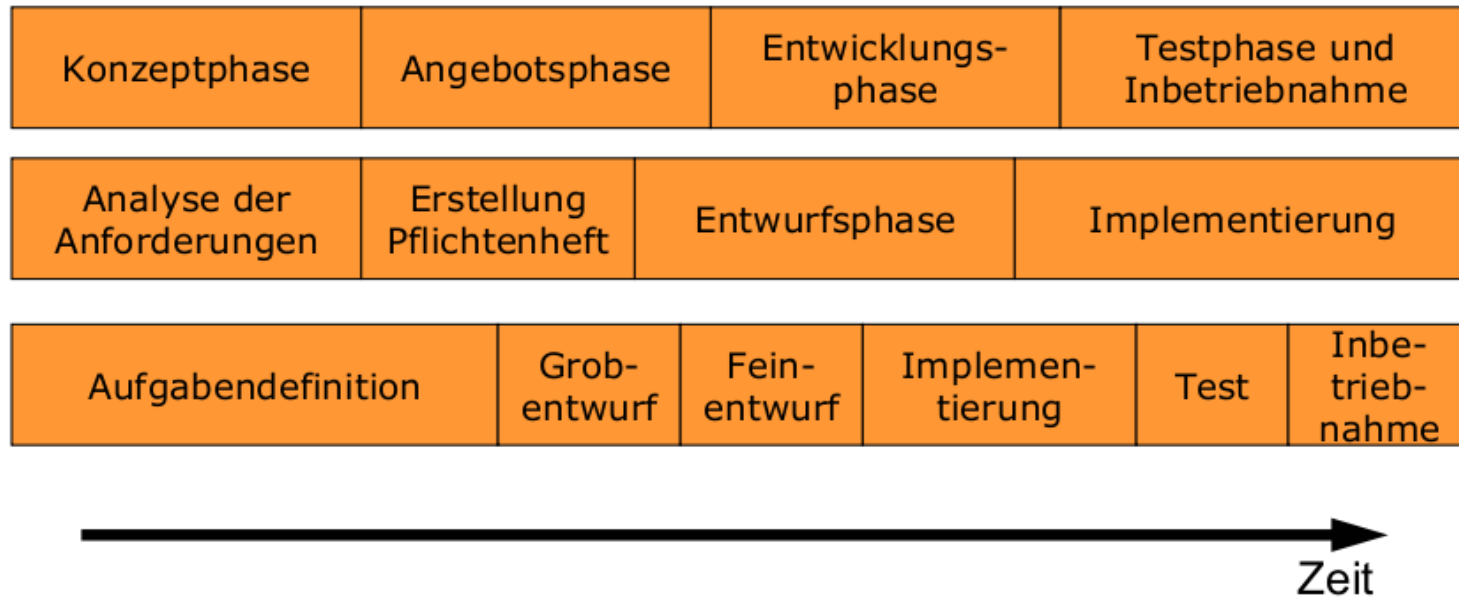 Konzeptphase
Angebotsphase
Entwicklungs-
phase
Testphase und
Inbetriebnahme
Analyse der
Anforderungen
Erstellung
Pflichtenheft
Entwurfsphase
Implementierung
Aufgabendefinition
Grob-
entwurf
Fein-
entwurf
Implemen-
tierung
Test
Inbe-
trieb-
nahme
Zeit